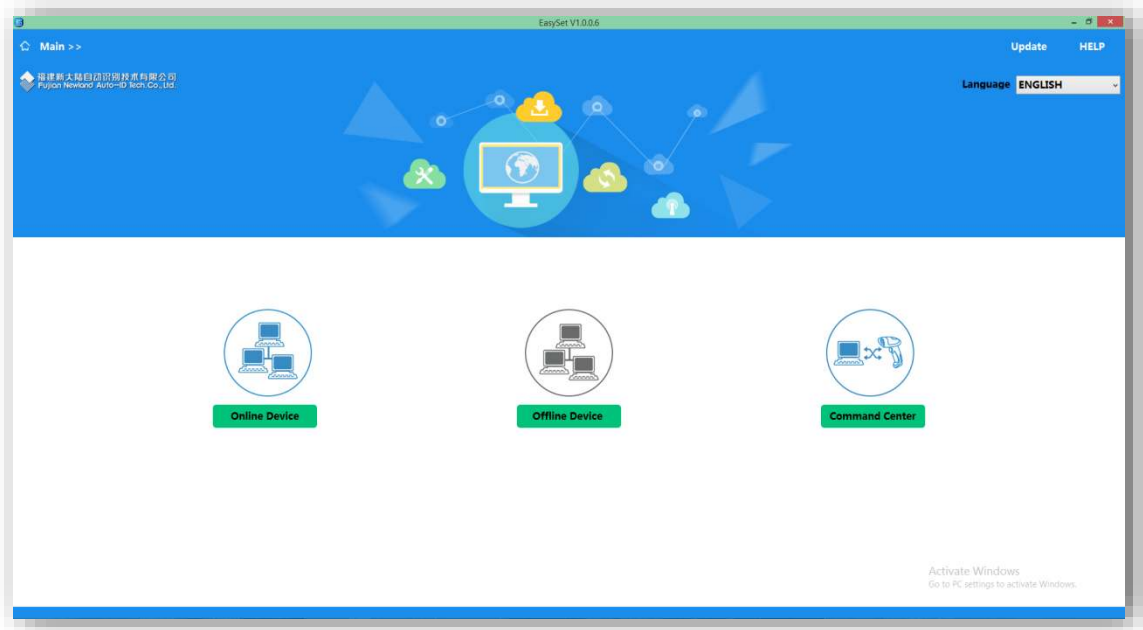 EasySet V1.0.0.6
Main >>
Update HELP
福建新大陆自动识别技术有限公司
Fujian Newland Auto-ID Tech.Co.,Ltd.
Language ENGLISH
Online Device
Offline Device
Command Center
Activate Windows
Go to PC settings to activate Windows.